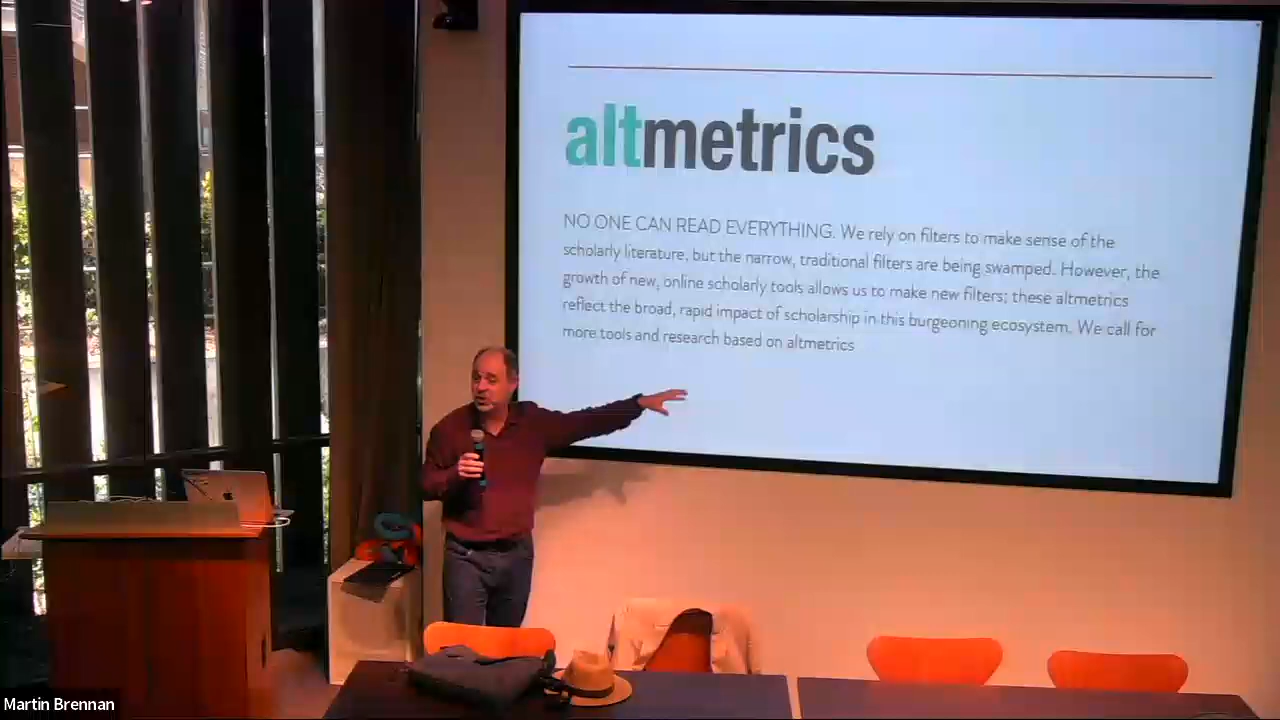 altmetrics
NO ONE CAN READ EVERYTHING. We rely on filters to make sense of the
scholarly literature, but the narrow, traditional filters are being swamped. However, the
growth of new, online scholarly tools allows us to make new filters; these altmetrics
reflect the broad, rapid impact of scholarship in this burgeoning ecosystem. We call for
more tools and research based on altmetrics
Martin Brennan